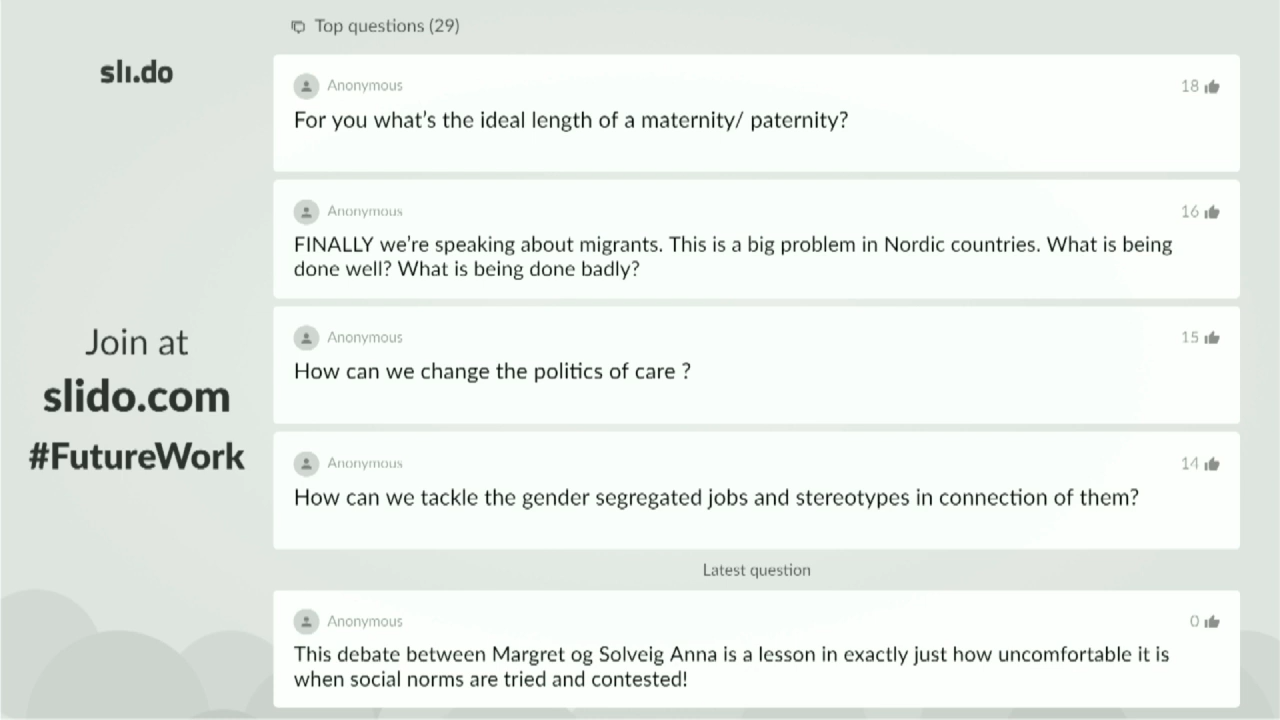 Top questions (29)
slı.do
Anonymous
18
For you what's the ideal length of a maternity/ paternity?
Anonymous
16
FINALLY we're speaking about migrants. This is a big problem in Nordic countries. What is being
done well? What is being done badly?
Join at
slido.com
#FutureWork
Anonymous
15
How can we change the politics of care ?
Anonymous
14
How can we tackle the gender segregated jobs and stereotypes in connection of them?
Latest question
Anonymous
0
This debate between Margret og Solveig Anna is a lesson in exactly just how uncomfortable it is
when social norms are tried and contested!